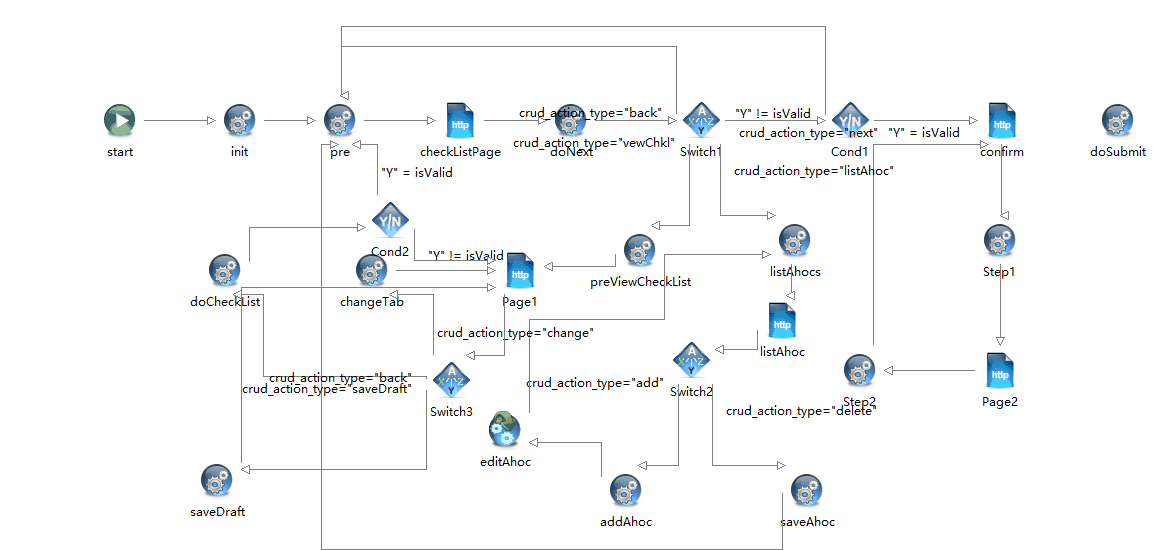 crud_action_type="back"
"Y" != isValid
crud_action_type="next"
"Y" = isValid
http
A
X
Z
Y
Y/N
http
start
init
pre
checkListPage
doNext
crud_action_type="vewChkl"
Switch1
Cond1
confirm
doSubmit
"Y" = isValid
crud_action_type="listAhoc"
Y/N
Cond2
"Y" != isValid
http
doCheckList
changeTab
Page1
preViewCheckList
listAhocs
Step1
http
crud_action_type="change"
listAhoc
A
X
Z
Y
http
crud_action_type="back"
crud_action_type="saveDraft"
A
X
Z
Y
Switch3
crud_action_type="add"
Switch2
crud_action_type="delete"
Step2
Page2
editAhoc
saveDraft
addAhoc
saveAhoc